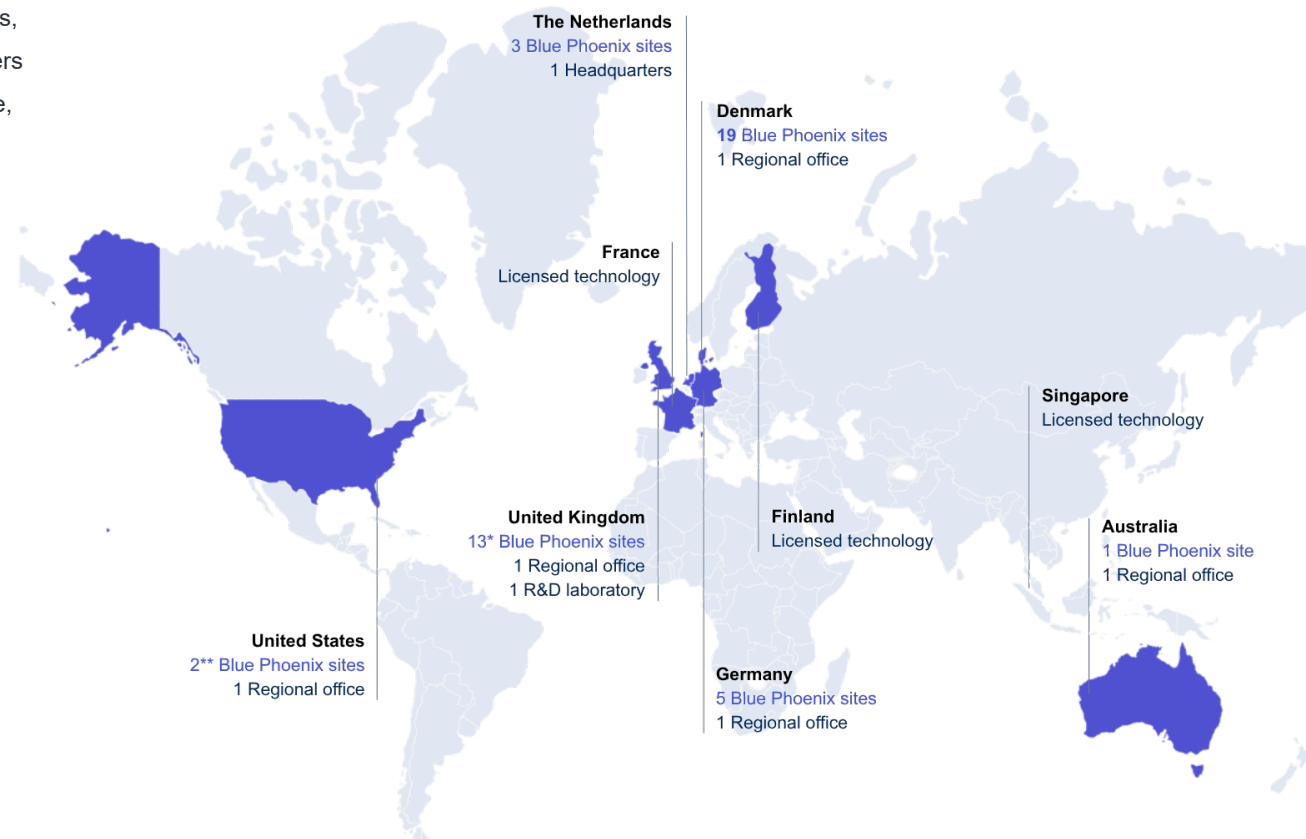 s,
ers
e,
The Netherlands
3 Blue Phoenix sites
1 Headquarters
Denmark
19 Blue Phoenix sites
1 Regional office
France
Licensed technology
Singapore
Licensed technology
United Kingdom
13* Blue Phoenix sites
1 Regional office
1 R&D laboratory
Finland
Licensed technology
Australia
1 Blue Phoenix site
1 Regional office
United States
2** Blue Phoenix sites
1 Regional office
Germany
5 Blue Phoenix sites
1 Regional office